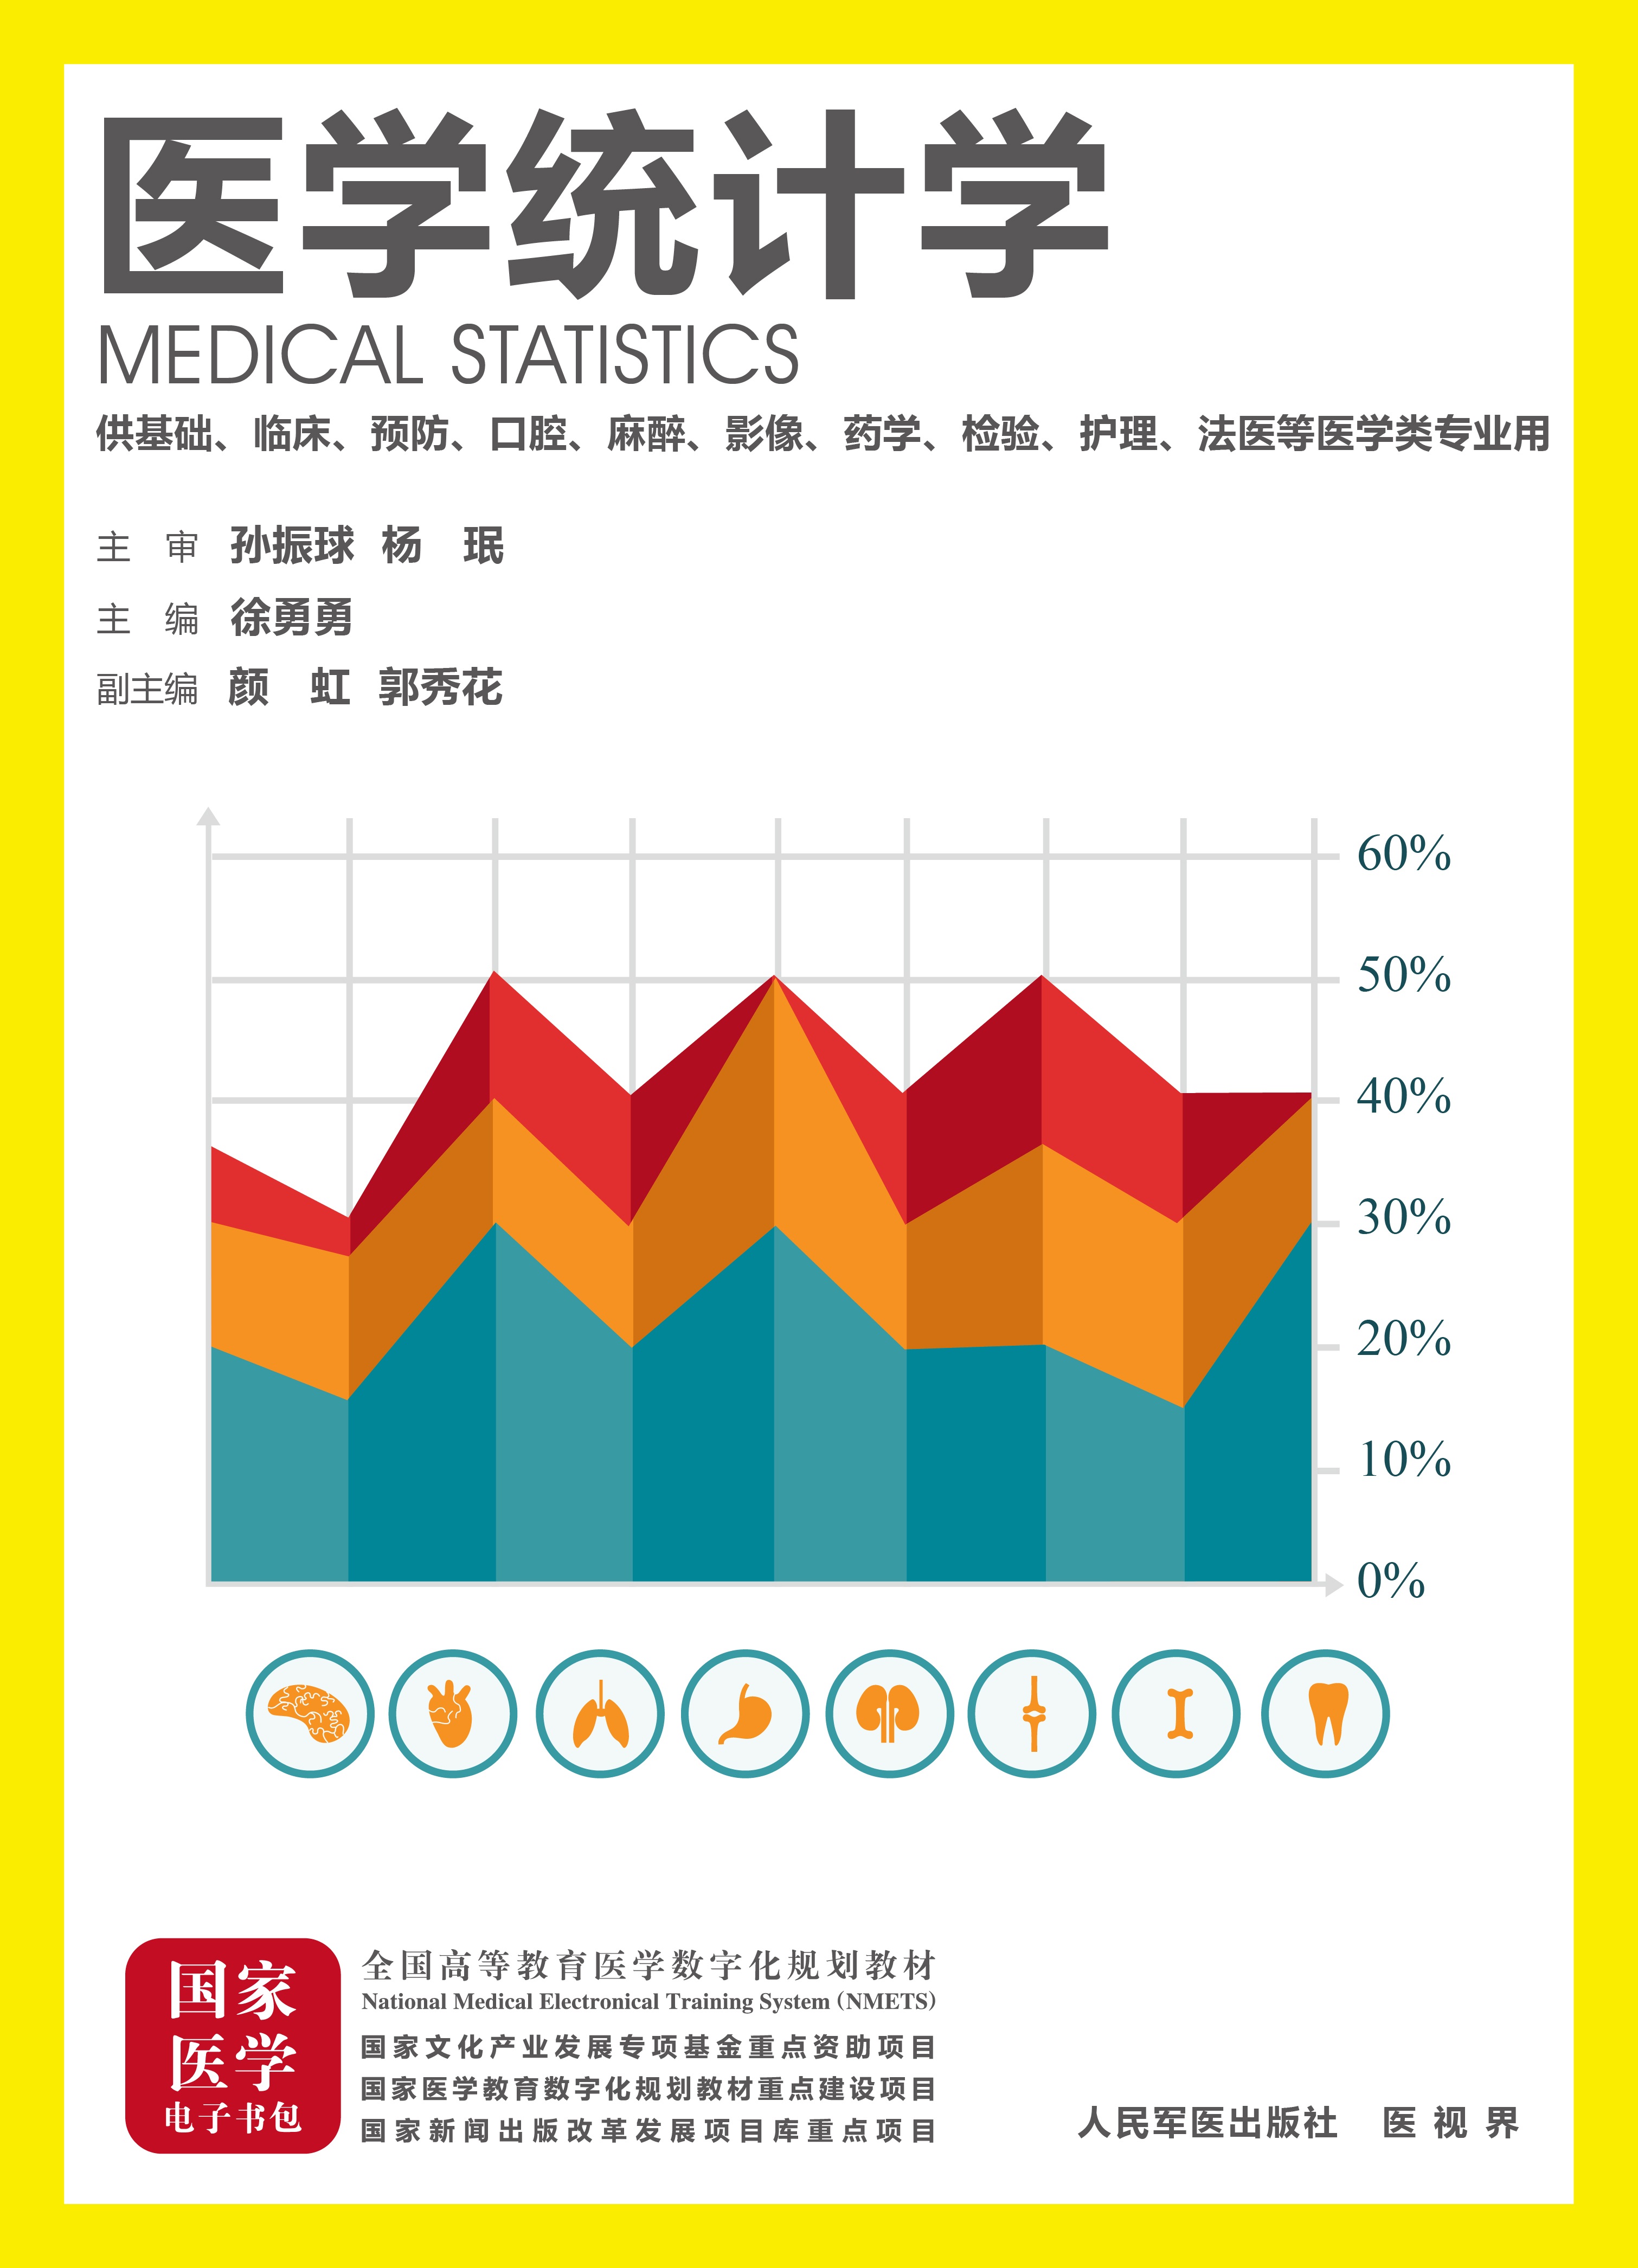 医学统计学
MEDICAL STATISTICS
供基础、临床、预防、口腔、麻醉、影像、药学、检验、护理、法医等医学类专业用
主 审 孙振球 杨 珉
主 编 徐勇勇
副主编 颜 虹 郭秀花
60%
50%
40%
30%
20%
10%
0%
国家
医学
电子书包
全国高等教育医学数字化规划教材
National Medical Electronical Training System (NMETS)
国家文化产业发展专项基金重点资助项目
国家医学教育数字化规划教材重点建设项目
国家新闻出版改革发展项目库重点项目
人民军医出版社 医视界